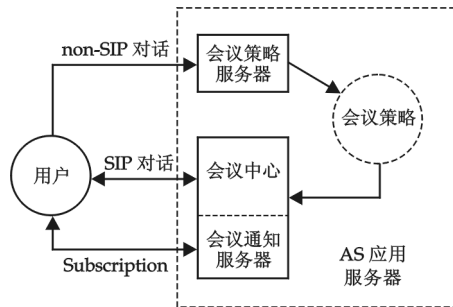 non-SIP 对话
会议策略
服务器
会议策略
用户
SIP 对话
会议中心
会议通知
服务器
Subscription
AS 应用
服务器